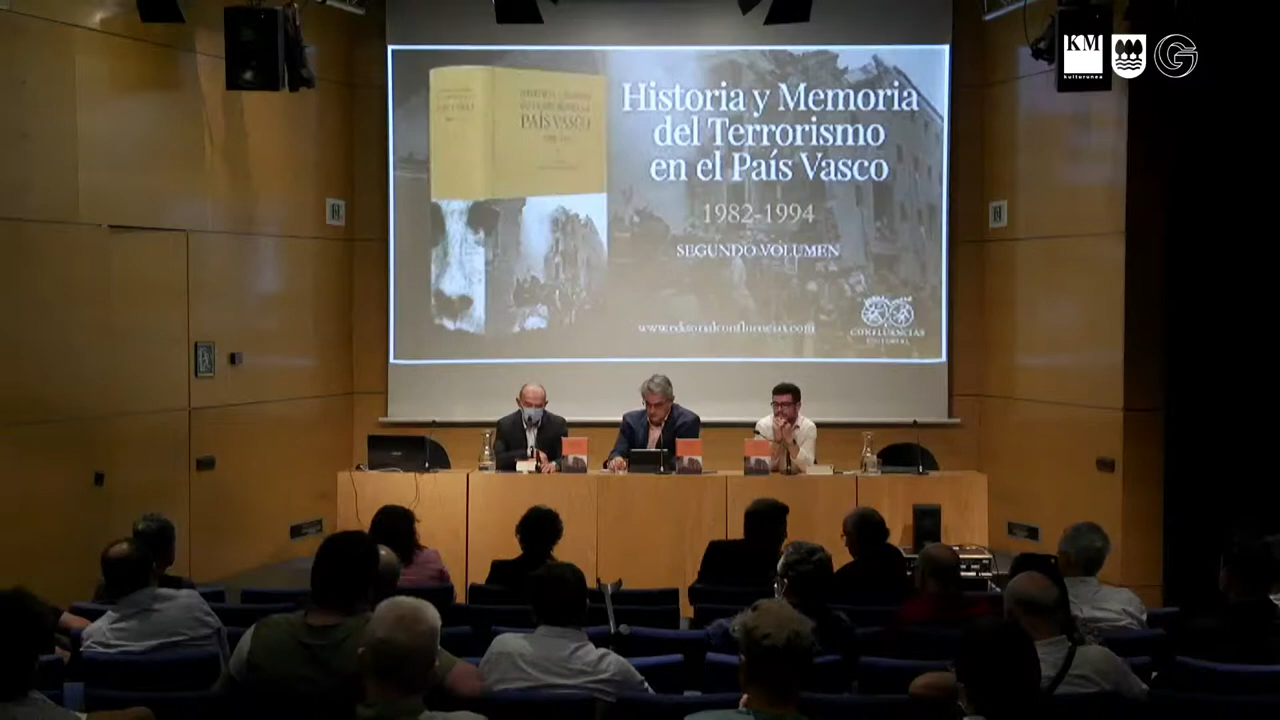 KM
kulturunea
G
Historia y Memoria
del Terrorismo
en el País Vasco
1982-1994
SEGUNDO VOLUMEN
www.editorialconfluencias.com
CONFLUENCIAS
EDITORIAL
PAÍS VASCO